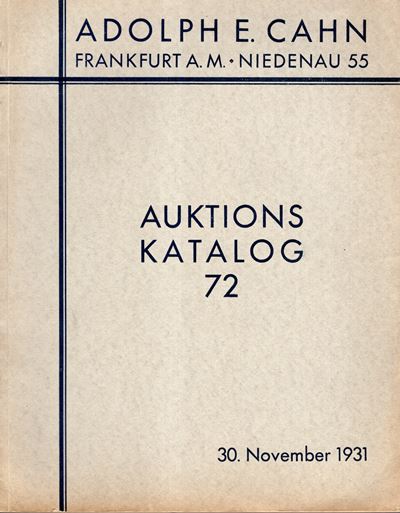 ADOLPH E. CAHN
FRANKFURT A. M. • NIEDENAU 55
AUKTIONS
KATALOG
72
30. November 1931